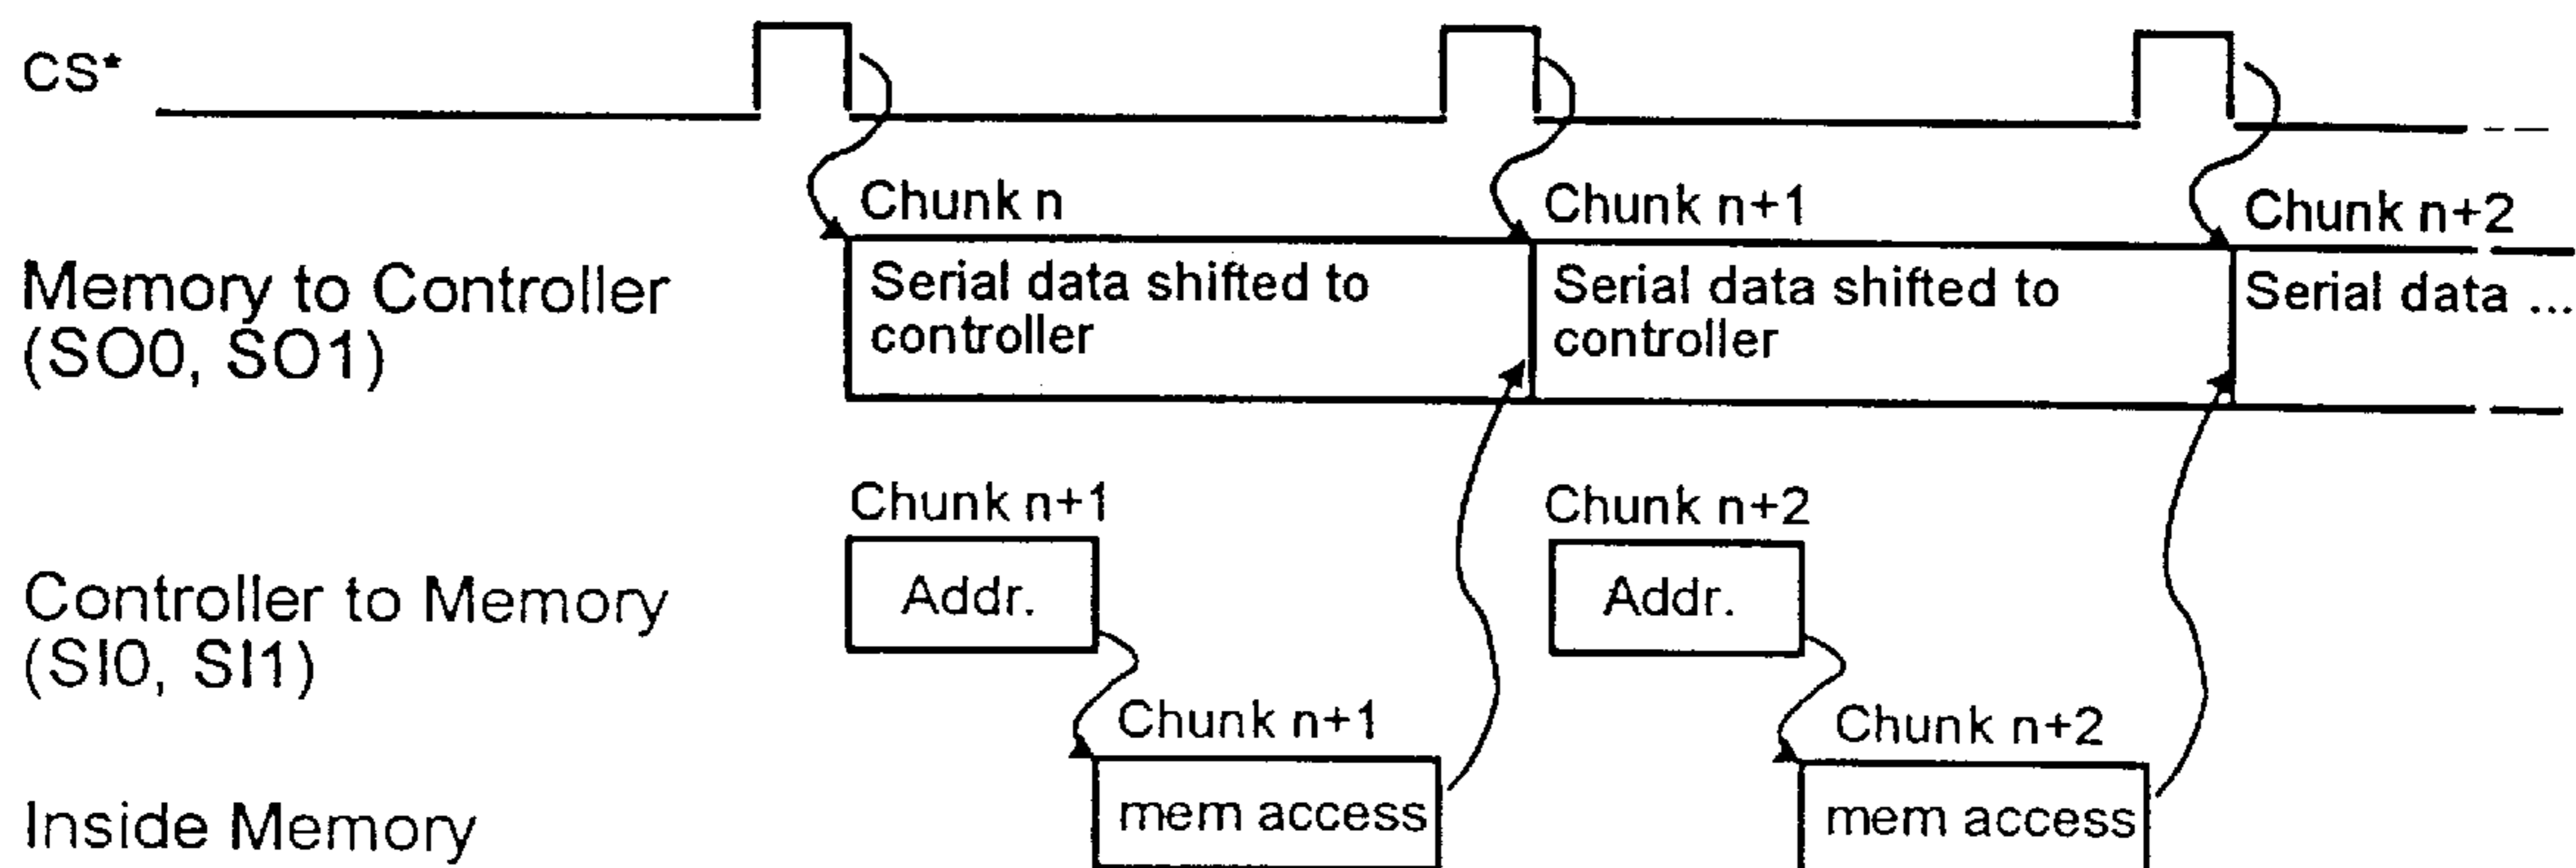 CS*
Chunk n
Chunk n+1
Chunk n+2
Memory to Controller
(SO0, SO1)
Serial data shifted to
controller
Serial data shifted to
controller
Serial data ...
Chunk n+1
Chunk n+2
Controller to Memory
(SI0, SI1)
Addr.
Addr.
Chunk n+1
Chunk n+2
Inside Memory
mem access
mem access